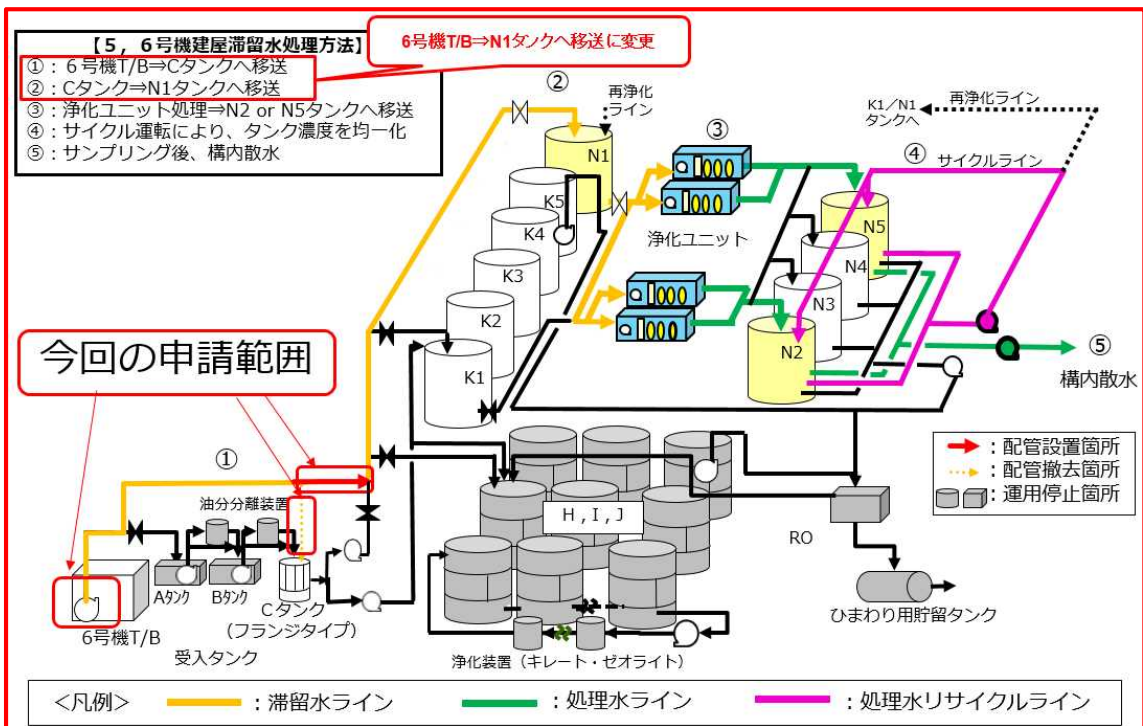 【５，６号機建屋滞留水処理方法】
①：６号機T/B⇒Cタンクへ移送
②：Cタンク⇒N1タンクへ移送
③：浄化ユニット処理⇒N2 or N5タンクへ移送
④：サイクル運転により、タンク濃度を均一化
⑤：サンプリング後、構内散水
6号機T/B⇒N1タンクへ移送に変更
②
再浄化
ライン
N1
K5
K4
K3
K2
K1
③
浄化ユニット
K1／N1
タンクへ
再浄化ライン
④ サイクルライン
N5
N4
N3
N2
⑤
構内散水
今回の申請範囲
①
油分分離装置
Aタンク
Bタンク
Cタンク
(フランジタイプ)
6号機T/B
受入タンク
H , I , J
浄化装置（キレート・ゼオライト）
RO
ひまわり用貯留タンク
：配管設置箇所
：配管撤去箇所
：運用停止箇所
<凡例>
：滞留水ライン
：処理水ライン
：処理水リサイクルライン